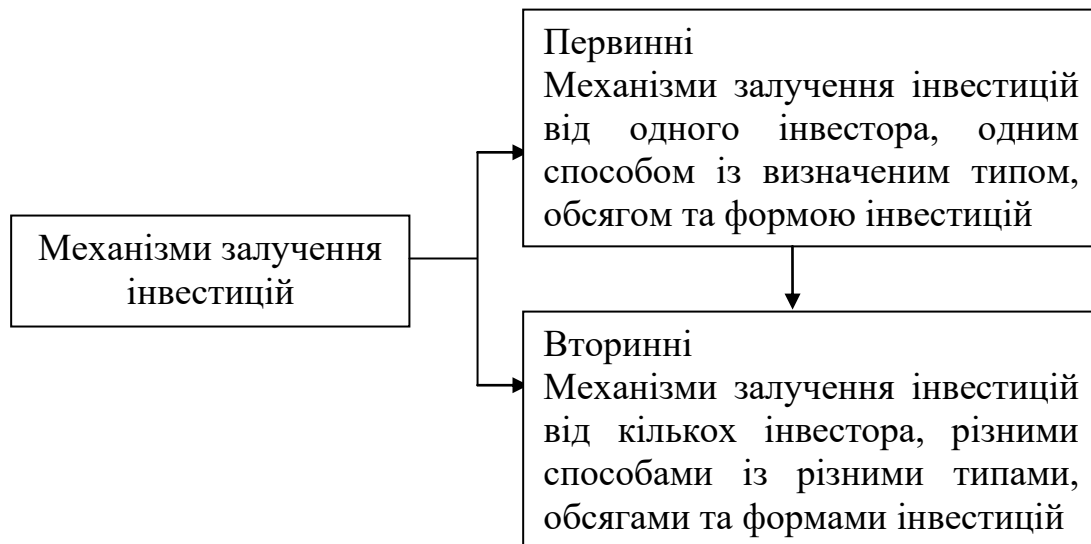 Механізми залучення
інвестицій
Первинні
Механізми залучення інвестицій
від одного інвестора, одним
способом із визначеним типом,
обсягом та формою інвестицій
Вторинні
Механізми залучення інвестицій
від кількох інвестора, різними
способами із різними типами,
обсягами та формами інвестицій